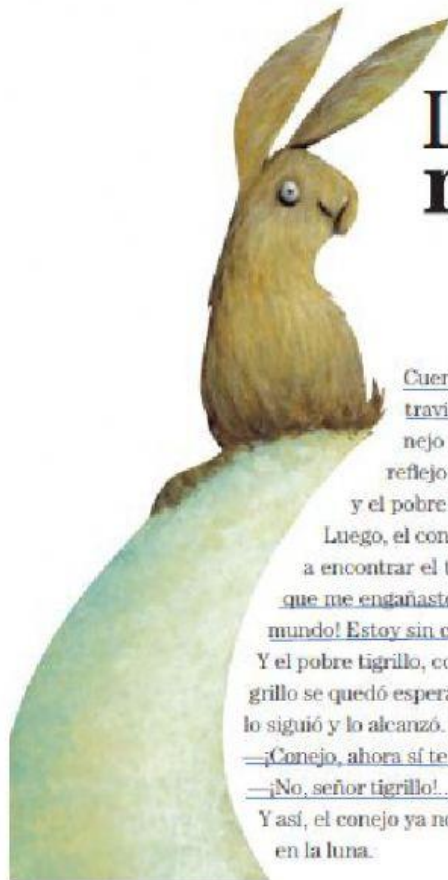 L
Cuen
travi
nejo
reflejo
y el pobre
Luego, el con
a encontrar el t
que me engañaste
mundo! Estoy sin c
Y el pobre tigrillo, co
grillo se quedó esper
lo siguió y lo alcanzó.
—¡Conejo, ahora sí te
—¡No, señor tigrillo!..
Y así, el conejo ya no
en la luna.